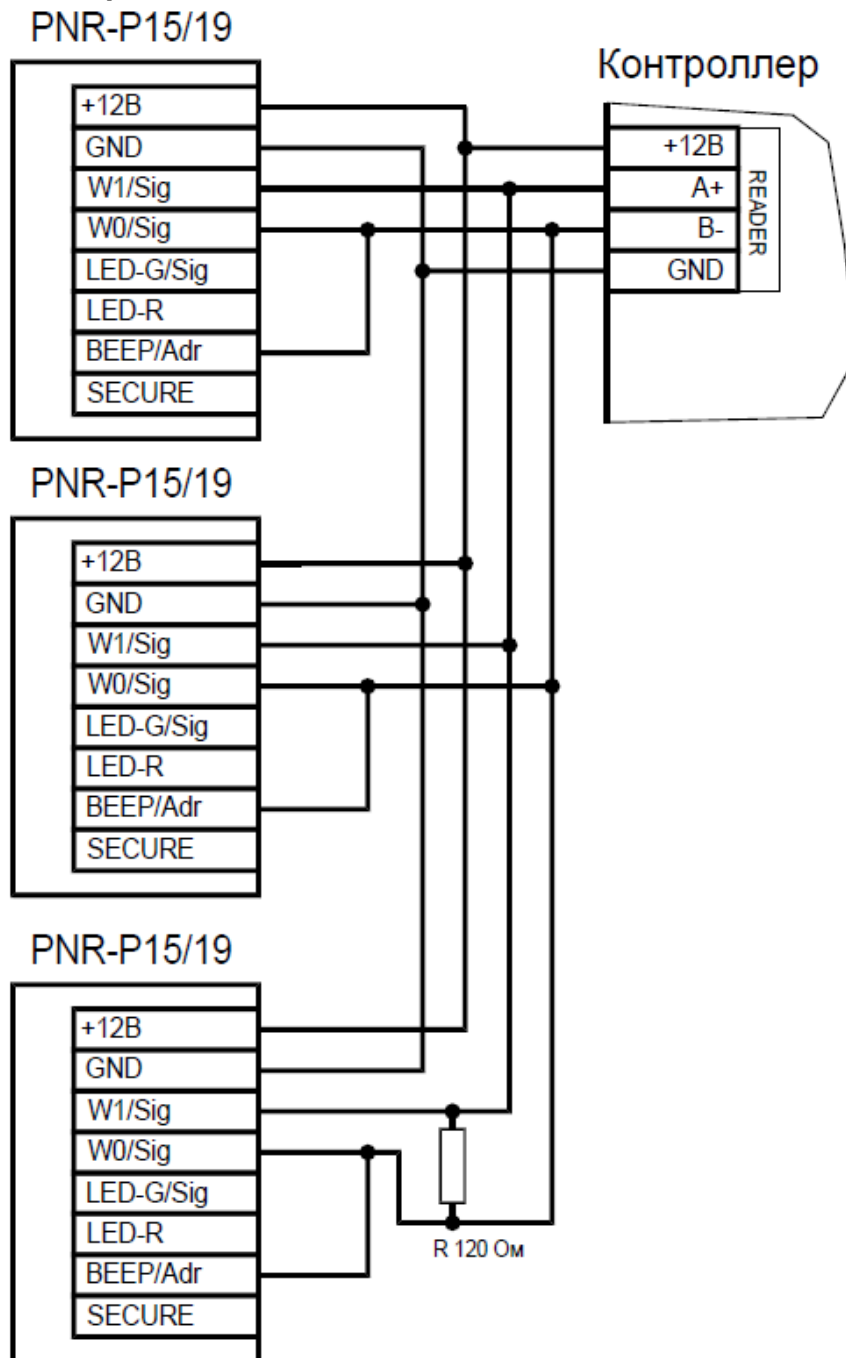 PNR-P15/19
+12В
GND
W1/Sig
W0/Sig
LED-G/Sig
LED-R
BEEP/Adr
SECURE
Контроллер
+12В
A+
B-
GND
READER
PNR-P15/19
+12В
GND
W1/Sig
W0/Sig
LED-G/Sig
LED-R
BEEP/Adr
SECURE
PNR-P15/19
+12В
GND
W1/Sig
W0/Sig
LED-G/Sig
LED-R
BEEP/Adr
SECURE
R 120 Ом